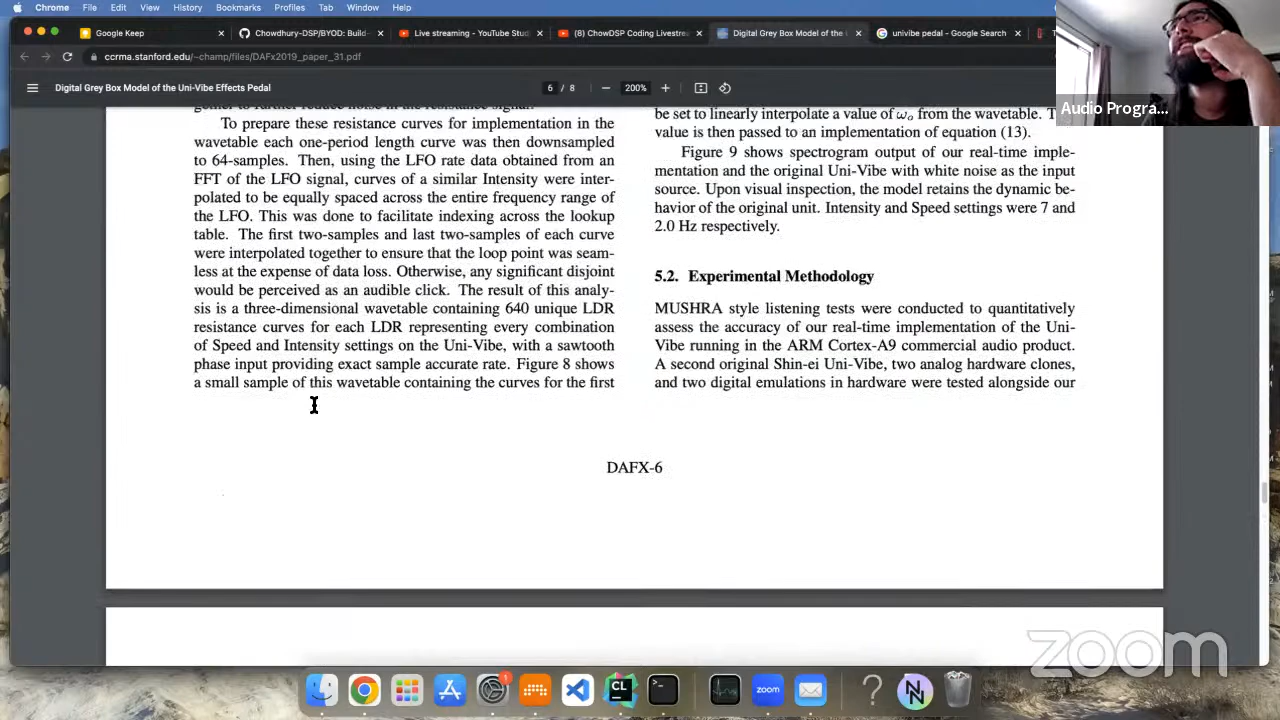 Chrome File Edit View History Bookmarks Profiles Tab Window Help
Google Keep
Chowdhury-DSP/BYOD: Build-
Live streaming - YouTube Stu
(8) ChowDSP Coding Livestrea
Digital Grey Box Model of the U
univibe pedal - Google Search
ccrma.stanford.edu/~champ/files/DAFx2019_paper_31.pdf
Digital Grey Box Model of the Uni-Vibe Effects Pedal
6 / 8
200%
Audio Progra...
gether to further reduce noise in the resistance signal.
To prepare these resistance curves for implementation in the
wavetable each one-period length curve was then downsampled
to 64-samples. Then, using the LFO rate data obtained from an
FFT of the LFO signal, curves of a similar Intensity were inter-
polated to be equally spaced across the entire frequency range of
the LFO. This was done to facilitate indexing across the lookup
table. The first two-samples and last two-samples of each curve
were interpolated together to ensure that the loop point was seam-
less at the expense of data loss. Otherwise, any significant disjoint
would be perceived as an audible click. The result of this analy-
sis is a three-dimensional wavetable containing 640 unique LDR
resistance curves for each LDR representing every combination
of Speed and Intensity settings on the Uni-Vibe, with a sawtooth
phase input providing exact sample accurate rate. Figure 8 shows
a small sample of this wavetable containing the curves for the first
be set to linearly interpolate a value of ωₒ from the wavetable. T
value is then passed to an implementation of equation (13).
Figure 9 shows spectrogram output of our real-time imple-
mentation and the original Uni-Vibe with white noise as the input
source. Upon visual inspection, the model retains the dynamic be-
havior of the original unit. Intensity and Speed settings were 7 and
2.0 Hz respectively.
5.2. Experimental Methodology
MUSHRA style listening tests were conducted to quantitatively
assess the accuracy of our real-time implementation of the Uni-
Vibe running in the ARM Cortex-A9 commercial audio product.
A second original Shin-ei Uni-Vibe, two analog hardware clones,
and two digital emulations in hardware were tested alongside our
DAFX-6
zoom
1
CL
zoom
N